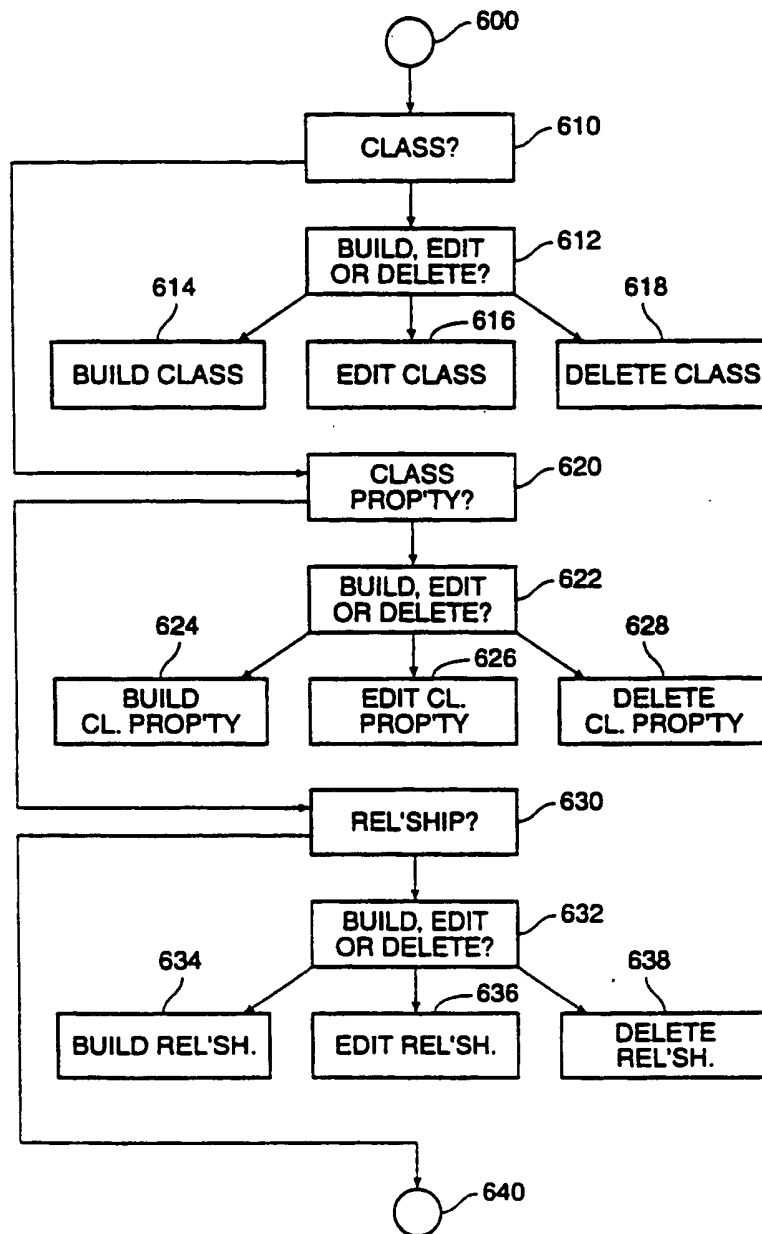 600
CLASS?
610
BUILD, EDIT
OR DELETE?
612
614
616
618
BUILD CLASS
EDIT CLASS
DELETE CLASS
CLASS
PROP'TY?
620
BUILD, EDIT
OR DELETE?
622
624
626
628
BUILD
CL. PROP'TY
EDIT CL.
PROP'TY
DELETE
CL. PROP'TY
REL'SHIP?
630
BUILD, EDIT
OR DELETE?
632
634
636
638
BUILD REL'SH.
EDIT REL'SH.
DELETE
REL'SH.
640